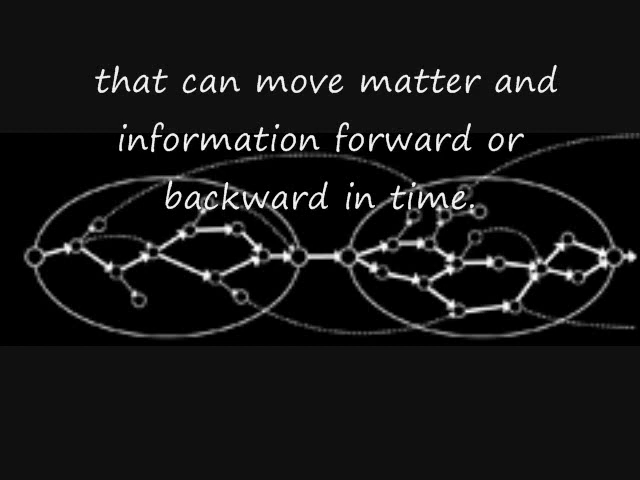 that can move matter and
information forward or
backward in time.